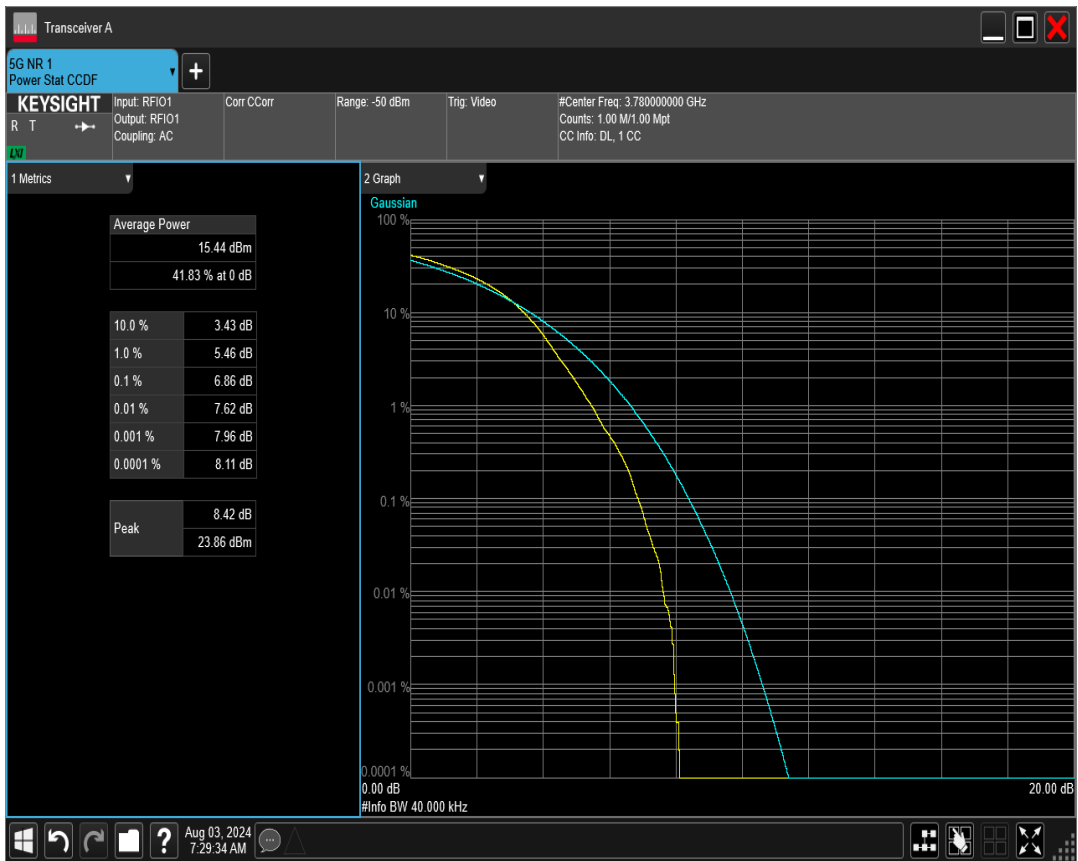 Transceiver A
5G NR 1
Power Stat CCDF
+
KEYSIGHT
R T
LXI
Input: RFIO1
Output: RFIO1
Coupling: AC
Corr CCorr
Range: -50 dBm
Trig: Video
#Center Freq: 3.780000000 GHz
Counts: 1.00 M/1.00 Mpt
CC Info: DL, 1 CC
1 Metrics
Average Power
15.44 dBm
41.83 % at 0 dB
10.0 % 3.43 dB
1.0 % 5.46 dB
0.1 % 6.86 dB
0.01 % 7.62 dB
0.001 % 7.96 dB
0.0001 % 8.11 dB
Peak
8.42 dB
23.86 dBm
2 Graph
Gaussian
100 %
10 %
1 %
0.1 %
0.01 %
0.001 %
0.0001 %
0.00 dB 20.00 dB
#Info BW 40.000 kHz
?
Aug 03, 2024
7:29:34 AM